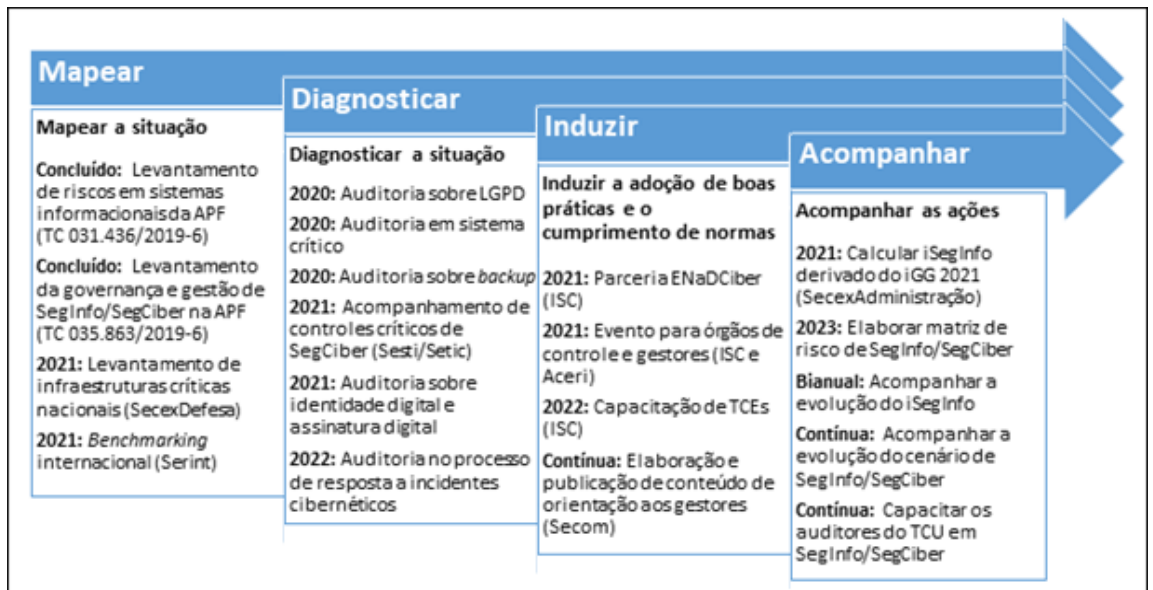 Mapear
Mapear a situação
Concluído: Levantamento
de riscos em sistemas
informacionais da APF
(TC 031.436/2019-6)
Concluído: Levantamento
da governança e gestão de
SegInfo/SegCiber na APF
(TC 035.863/2019-6)
2021: Levantamento de
infraestruturas críticas
nacionais (SecexDefesa)
2021: Benchmarking
internacional (Serint)
Diagnosticar
Diagnosticar a situação
2020: Auditoria sobre LGPD
2020: Auditoria em sistema
crítico
2020: Auditoria sobre backup
2021: Acompanhamento de
controles críticos de
SegCiber (Sesti/Setic)
2021: Auditoria sobre
identidade digital e
assinatura digital
2022: Auditoria no processo
de resposta a incidentes
cibernéticos
Induzir
Induzir a adoção de boas
práticas e o
cumprimento de normas
2021: Parceria ENaDCiber
(ISC)
2021: Evento para órgãos de
controle e gestores (ISC e
Aceri)
2022: Capacitação de TCEs
(ISC)
Contínua: Elaboração e
publicação de conteúdo de
orientação aos gestores
(Secom)
Acompanhar
Acompanhar as ações
2021: Calcular iSegInfo
derivado do iGG 2021
(SecexAdministração)
2023: Elaborar matriz de
risco de SegInfo/SegCiber
Bianual: Acompanhar a
evolução do iSegInfo
Contínua: Acompanhar a
evolução do cenário de
SegInfo/SegCiber
Contínua: Capacitar os
auditores do TCU em
SegInfo/SegCiber